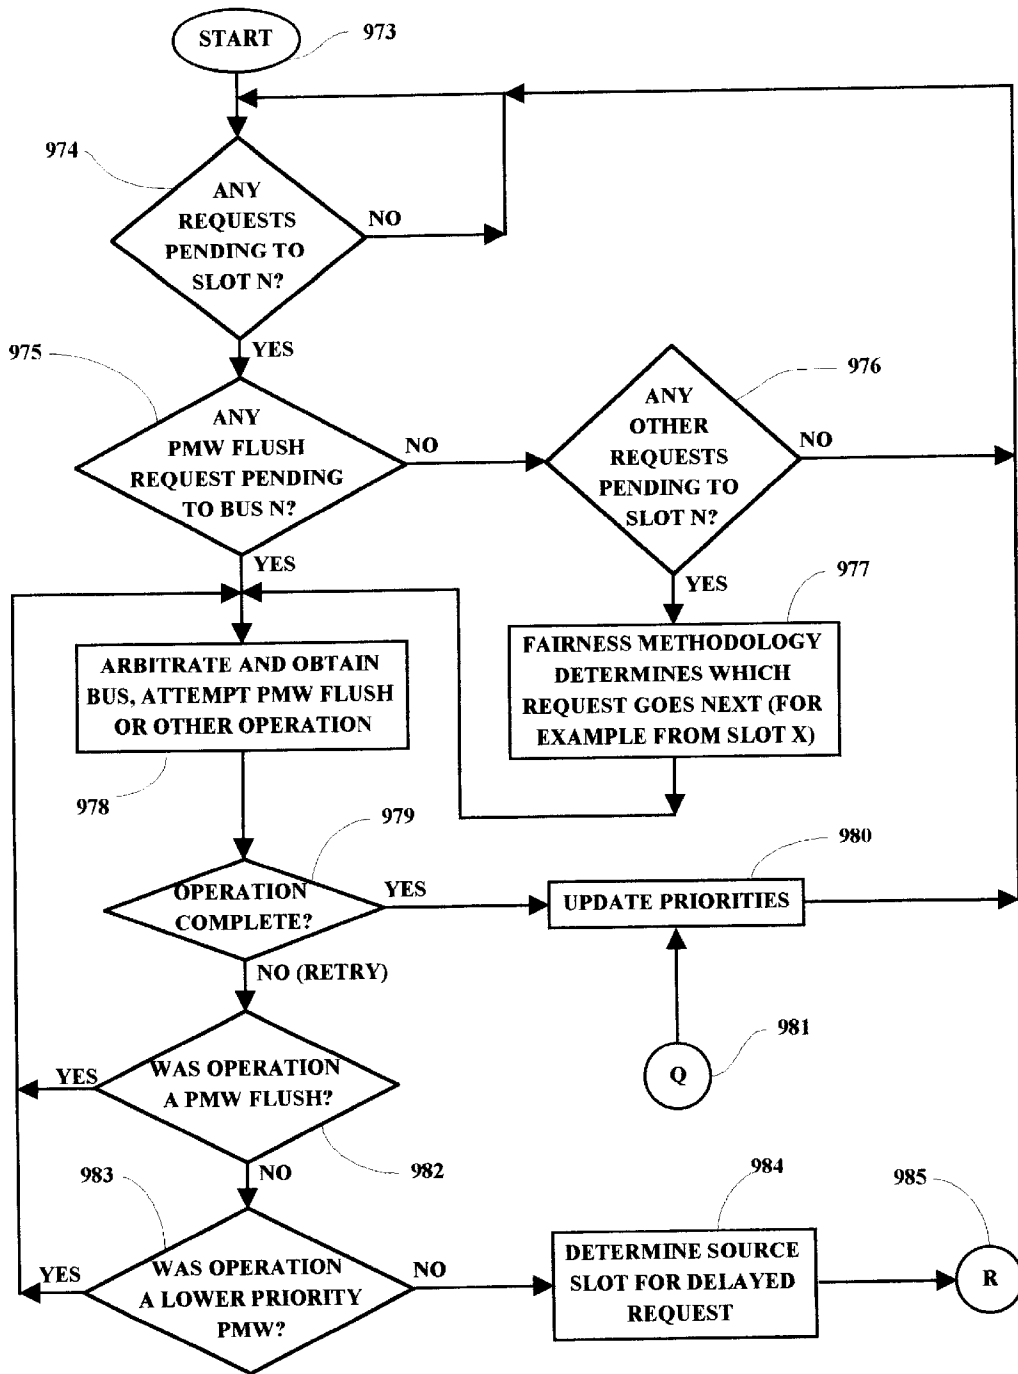 START
973
974
ANY
REQUESTS
PENDING TO
SLOT N?
NO
YES
975
ANY
PMW FLUSH
REQUEST PENDING
TO BUS N?
NO
YES
976
ANY
OTHER
REQUESTS
PENDING TO
SLOT N?
NO
YES
977
FAIRNESS METHODOLOGY
DETERMINES WHICH
REQUEST GOES NEXT (FOR
EXAMPLE FROM SLOT X)
ARBITRATE AND OBTAIN
BUS, ATTEMPT PMW FLUSH
OR OTHER OPERATION
978
979
OPERATION
COMPLETE?
YES
NO (RETRY)
980
UPDATE PRIORITIES
981
Q
WAS OPERATION
A PMW FLUSH?
YES
982
NO
983
WAS OPERATION
A LOWER PRIORITY
PMW?
YES
NO
984
DETERMINE SOURCE
SLOT FOR DELAYED
REQUEST
985
R